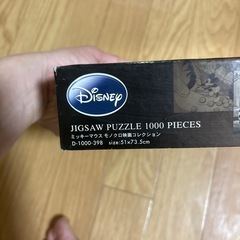 Disney
JIGSAW PUZZLE 1000 PIECES
ミッキーマウス モノクロ映画コレクション
D-1000-398 size:51×73.5cm